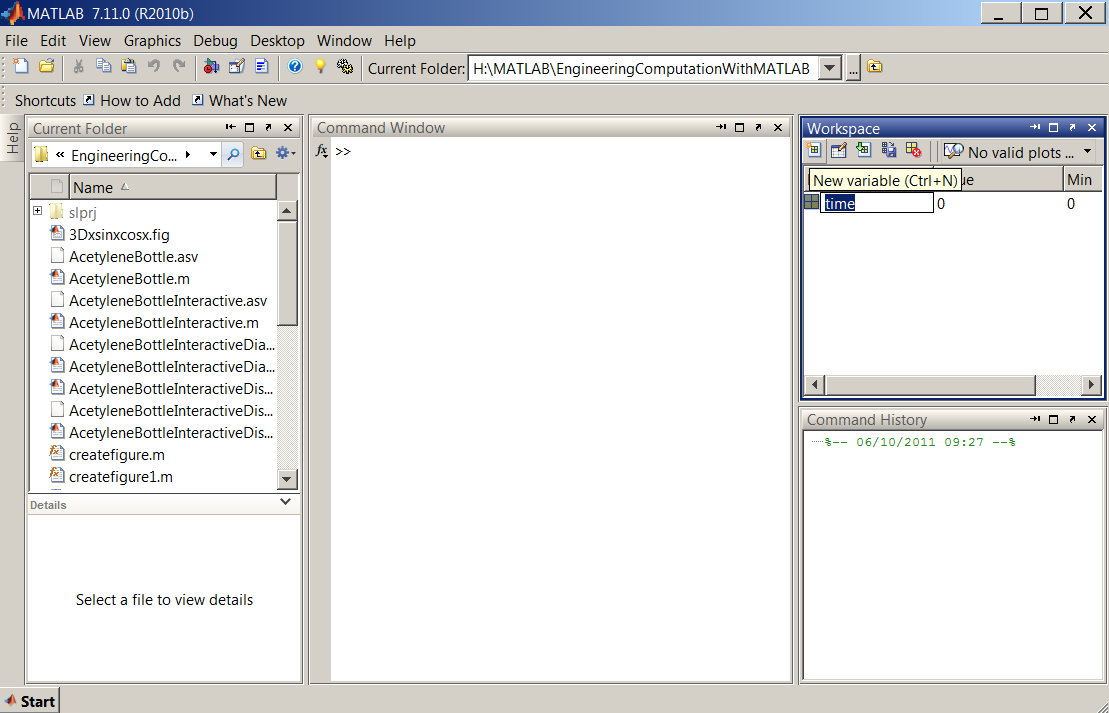 MATLAB 7.11.0 (R2010b)
File Edit View Graphics Debug Desktop Window Help
Current Folder: H:\MATLAB\EngineeringComputationWithMATLAB ...
Shortcuts How to Add What's New
Help
Current Folder
« EngineeringCo...
Name
slprj
3Dxsinxcosx.fig
AcetyleneBottle.asv
AcetyleneBottle.m
AcetyleneBottleInteractive.asv
AcetyleneBottleInteractive.m
AcetyleneBottleInteractiveDia...
AcetyleneBottleInteractiveDia...
AcetyleneBottleInteractiveDis...
AcetyleneBottleInteractiveDis...
AcetyleneBottleInteractiveDis...
createfigure.m
createfigure1.m
Details
Select a file to view details
Command Window
fx >>
Workspace
No valid plots ...
New variable (Ctrl+N) ue Min
time 0 0
Command History
%-- 06/10/2011 09:27 --%
Start